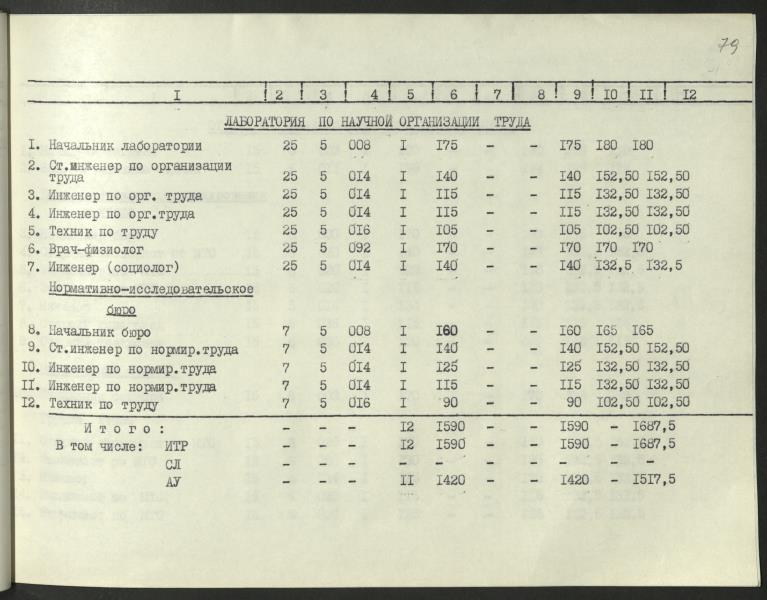 79
I ! 2 ! 3 ! 4 ! 5 ! 6 ! 7 ! 8 ! 9 ! IO ! II ! I2
ЛАБОРАТОРИЯ ПО НАУЧНОЙ ОРГАНИЗАЦИИ ТРУДА
I. Начальник лаборатории 25 5 008 I I75 - - I75 I80 I80
2. Ст.инженер по организации
труда 25 5 0I4 I I40 - - I40 I52,50 I52,50
3. Инженер по орг. труда 25 5 0I4 I II5 - - II5 I32,50 I32,50
4. Инженер по орг.труда 25 5 0I4 I II5 - - II5 I32,50 I32,50
5. Техник по труду 25 5 0I6 I I05 - - I05 I02,50 I02,50
6. Врач-физиолог 25 5 092 I I70 - - I70 I70 I70
7. Инженер (социолог) 25 5 0I4 I I40 - - I40 I32,5 I32,5
Нормативно-исследовательское
бюро
8. Начальник бюро 7 5 008 I I60 - - I60 I65 I65
9. Ст.инженер по нормир.труда 7 5 0I4 I I40 - - I40 I52,50 I52,50
I0. Инженер по нормир.труда 7 5 0I4 I I25 - - I25 I32,50 I32,50
II. Инженер по нормир.труда 7 5 0I4 I II5 - - II5 I32,50 I32,50
I2. Техник по труду 7 5 0I6 I 90 - - 90 I02,50 I02,50
Итого: - - - I2 I590 - - I590 - I687,5
В том числе: ИТР - - - I2 I590 - - I590 - I687,5
СЛ - - - - - - - - - -
АУ - - - II I420 - - I420 - I5I7,5